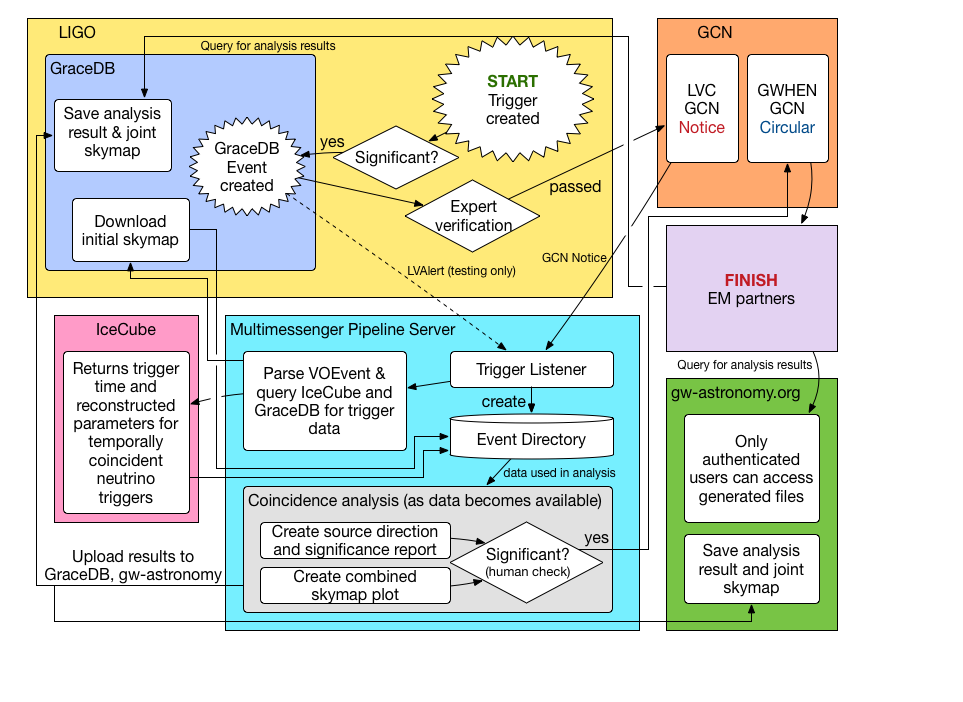 LIGO
Query for analysis results
GraceDB
Save analysis
result & joint
skymap
GraceDB
Event
created
Download
initial skymap
yes
Significant?
START
Trigger
created
Expert
verification
passed
LVAlert (testing only)
GCN Notice
GCN
LVC
GCN
Notice
GWHEN
GCN
Circular
FINISH
EM partners
Query for analysis results
IceCube
Returns trigger
time and
reconstructed
parameters for
temporally
coincident
neutrino
triggers
Multimessenger Pipeline Server
Parse VOEvent &
query IceCube and
GraceDB for trigger
data
Trigger Listener
create
Event Directory
data used in analysis
Coincidence analysis (as data becomes available)
Create source direction
and significance report
Create combined
skymap plot
Significant?
(human check)
yes
Upload results to
GraceDB, gw-astronomy
gw-astronomy.org
Only
authenticated
users can access
generated files
Save analysis
result and joint
skymap